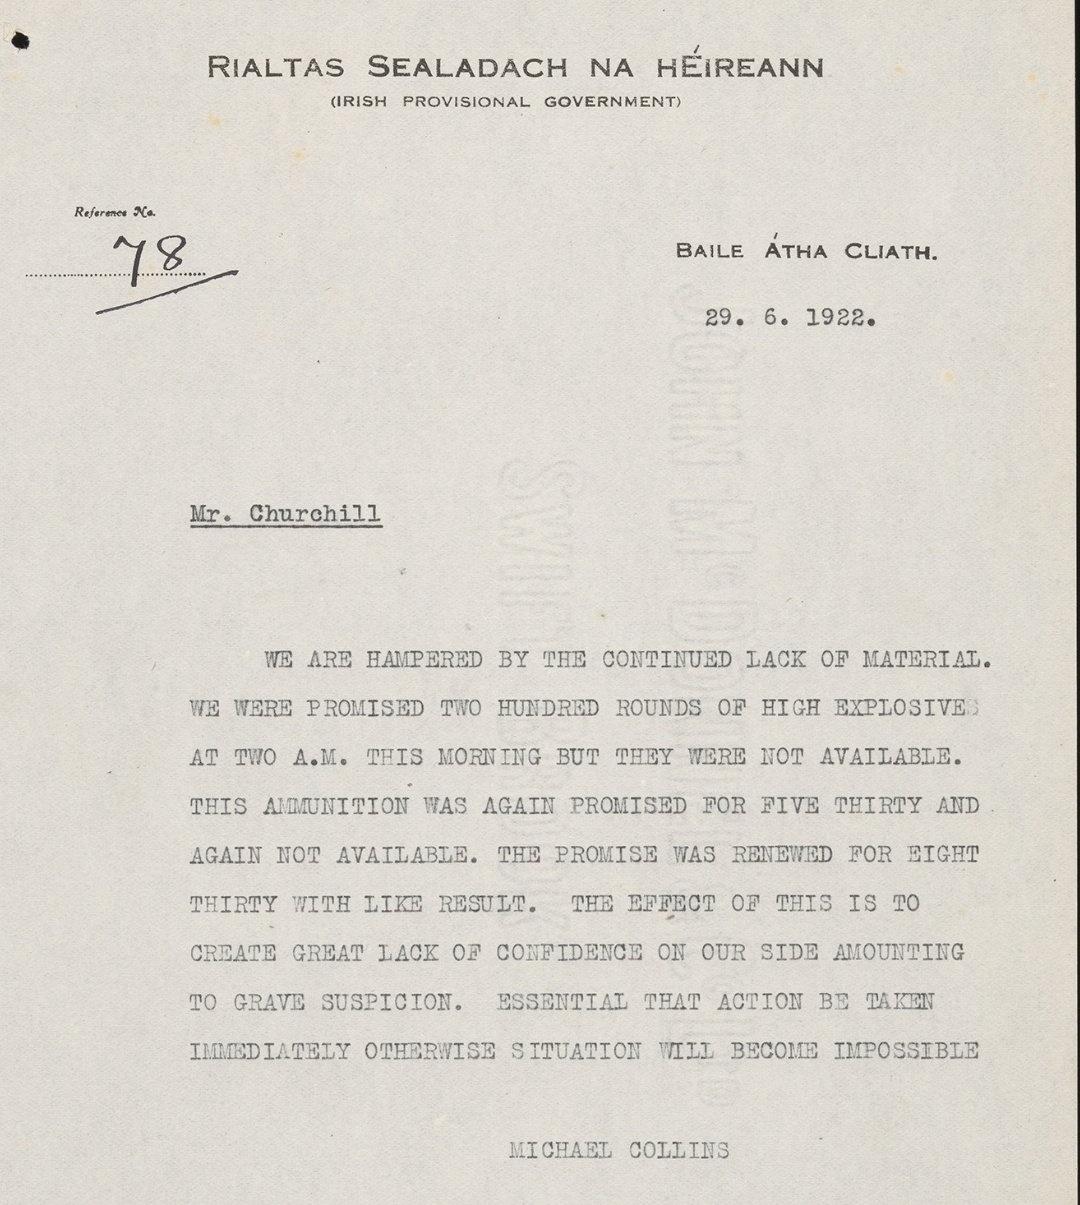 RIALTAS SEALADACH NA HÉIREANN
(IRISH PROVISIONAL GOVERNMENT)
Reference No.
78
BAILE ÁTHA CLIATH.
29. 6. 1922.
Mr. Churchill
WE ARE HAMPERED BY THE CONTINUED LACK OF MATERIAL.
WE WERE PROMISED TWO HUNDRED ROUNDS OF HIGH EXPLOSIVES
AT TWO A.M. THIS MORNING BUT THEY WERE NOT AVAILABLE.
THIS AMMUNITION WAS AGAIN PROMISED FOR FIVE THIRTY AND
AGAIN NOT AVAILABLE. THE PROMISE WAS RENEWED FOR EIGHT
THIRTY WITH LIKE RESULT. THE EFFECT OF THIS IS TO
CREATE GREAT LACK OF CONFIDENCE ON OUR SIDE AMOUNTING
TO GRAVE SUSPICION. ESSENTIAL THAT ACTION BE TAKEN
IMMEDIATELY OTHERWISE SITUATION WILL BECOME IMPOSSIBLE
MICHAEL COLLINS